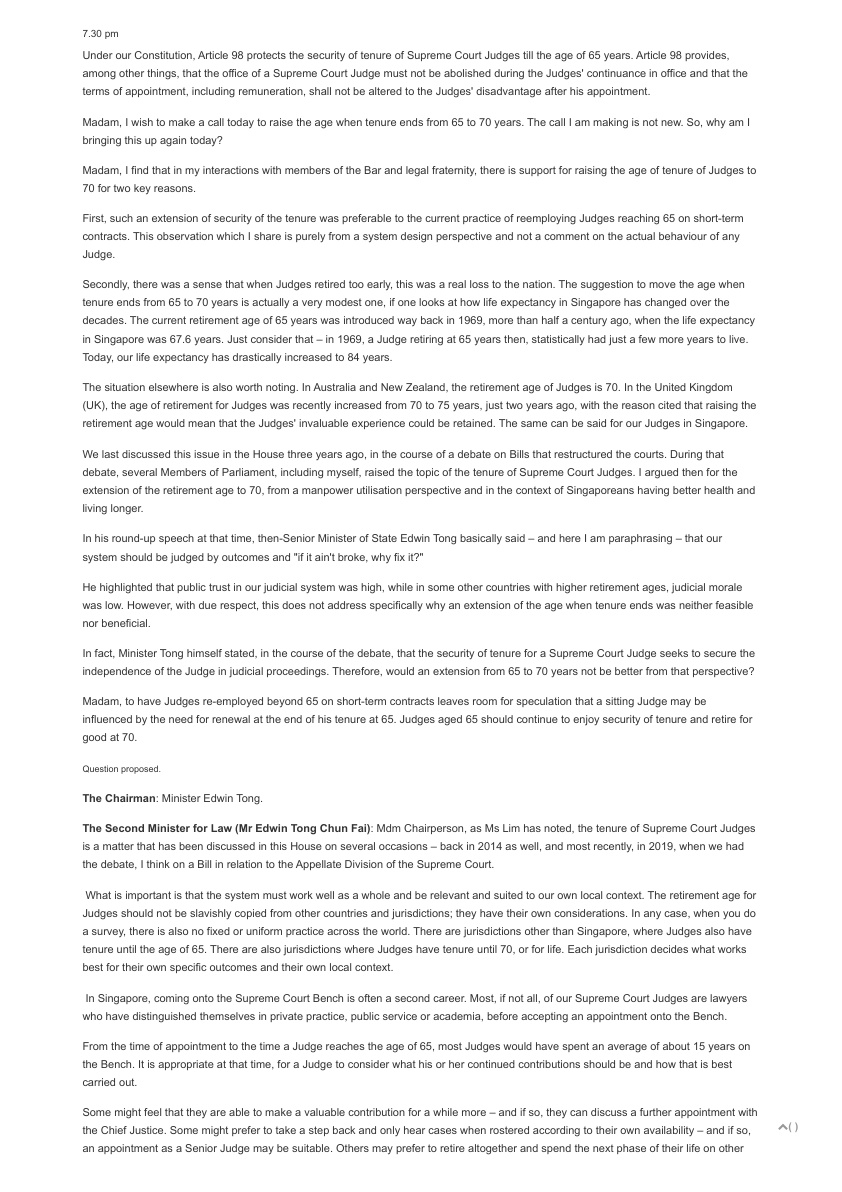 7.30 pm
Under our Constitution, Article 98 protects the security of tenure of Supreme Court Judges till the age of 65 years. Article 98 provides,
among other things, that the office of a Supreme Court Judge must not be abolished during the Judges' continuance in office and that the
terms of appointment, including remuneration, shall not be altered to the Judges' disadvantage after his appointment.
Madam, I wish to make a call today to raise the age when tenure ends from 65 to 70 years. The call I am making is not new. So, why am I
bringing this up again today?
Madam, I find that in my interactions with members of the Bar and legal fraternity, there is support for raising the age of tenure of Judges to
70 for two key reasons.
First, such an extension of security of the tenure was preferable to the current practice of reemploying Judges reaching 65 on short-term
contracts. This observation which I share is purely from a system design perspective and not a comment on the actual behaviour of any
Judge.
Secondly, there was a sense that when Judges retired too early, this was a real loss to the nation. The suggestion to move the age when
tenure ends from 65 to 70 years is actually a very modest one, if one looks at how life expectancy in Singapore has changed over the
decades. The current retirement age of 65 years was introduced way back in 1969, more than half a century ago, when the life expectancy
in Singapore was 67.6 years. Just consider that – in 1969, a Judge retiring at 65 years then, statistically had just a few more years to live.
Today, our life expectancy has drastically increased to 84 years.
The situation elsewhere is also worth noting. In Australia and New Zealand, the retirement age of Judges is 70. In the United Kingdom
(UK), the age of retirement for Judges was recently increased from 70 to 75 years, just two years ago, with the reason cited that raising the
retirement age would mean that the Judges' invaluable experience could be retained. The same can be said for our Judges in Singapore.
We last discussed this issue in the House three years ago, in the course of a debate on Bills that restructured the courts. During that
debate, several Members of Parliament, including myself, raised the topic of the tenure of Supreme Court Judges. I argued then for the
extension of the retirement age to 70, from a manpower utilisation perspective and in the context of Singaporeans having better health and
living longer.
In his round-up speech at that time, then-Senior Minister of State Edwin Tong basically said – and here I am paraphrasing – that our
system should be judged by outcomes and "if it ain't broke, why fix it?"
He highlighted that public trust in our judicial system was high, while in some other countries with higher retirement ages, judicial morale
was low. However, with due respect, this does not address specifically why an extension of the age when tenure ends was neither feasible
nor beneficial.
In fact, Minister Tong himself stated, in the course of the debate, that the security of tenure for a Supreme Court Judge seeks to secure the
independence of the Judge in judicial proceedings. Therefore, would an extension from 65 to 70 years not be better from that perspective?
Madam, to have Judges re-employed beyond 65 on short-term contracts leaves room for speculation that a sitting Judge may be
influenced by the need for renewal at the end of his tenure at 65. Judges aged 65 should continue to enjoy security of tenure and retire for
good at 70.
Question proposed.
The Chairman: Minister Edwin Tong.
The Second Minister for Law (Mr Edwin Tong Chun Fai): Mdm Chairperson, as Ms Lim has noted, the tenure of Supreme Court Judges
is a matter that has been discussed in this House on several occasions – back in 2014 as well, and most recently, in 2019, when we had
the debate, I think on a Bill in relation to the Appellate Division of the Supreme Court.
What is important is that the system must work well as a whole and be relevant and suited to our own local context. The retirement age for
Judges should not be slavishly copied from other countries and jurisdictions; they have their own considerations. In any case, when you do
a survey, there is also no fixed or uniform practice across the world. There are jurisdictions other than Singapore, where Judges also have
tenure until the age of 65. There are also jurisdictions where Judges have tenure until 70, or for life. Each jurisdiction decides what works
best for their own specific outcomes and their own local context.
In Singapore, coming onto the Supreme Court Bench is often a second career. Most, if not all, of our Supreme Court Judges are lawyers
who have distinguished themselves in private practice, public service or academia, before accepting an appointment onto the Bench.
From the time of appointment to the time a Judge reaches the age of 65, most Judges would have spent an average of about 15 years on
the Bench. It is appropriate at that time, for a Judge to consider what his or her continued contributions should be and how that is best
carried out.
Some might feel that they are able to make a valuable contribution for a while more – and if so, they can discuss a further appointment with
the Chief Justice. Some might prefer to take a step back and only hear cases when rostered according to their own availability – and if so,
an appointment as a Senior Judge may be suitable. Others may prefer to retire altogether and spend the next phase of their life on other
( )